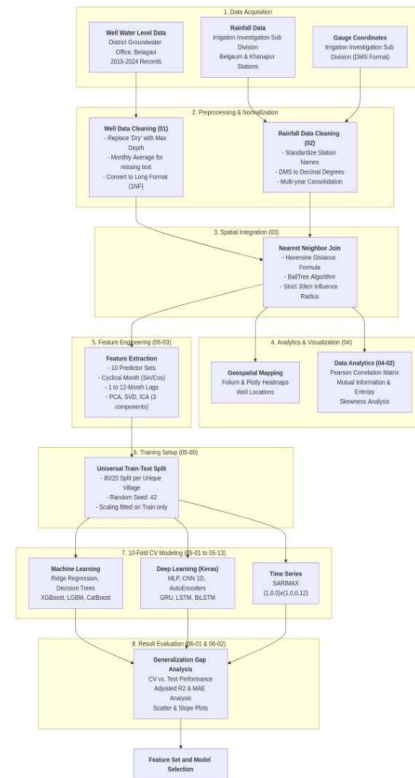 1. Data Acquisition
Well Water Level Data
District Groundwater
Office, Belagavi
2015-2024 Records
Rainfall Data
Irrigation Investigation Sub
Division
Belgaum & Khanapur
Stations
Gauge Coordinates
Irrigation Investigation Sub
Division (DMS Format)
2. Preprocessing & Normalization
Well Data Cleaning (01)
- Replace 'Dry' with Max
Depth
- Monthly Average for
missing text
- Convert to Long Format
(1NF)
Rainfall Data Cleaning
(02)
- Standardize Station
Names
- DMS to Decimal Degrees
- Multi-year Consolidation
3. Spatial Integration (03)
Nearest Neighbor Join
- Haversine Distance
Formula
- BallTree Algorithm
- Strict 30km Influence
Radius
5. Feature Engineering (05-03)
Feature Extraction
- 10 Predictor Sets
- Cyclical Month (Sin/Cos)
- 1 to 12-Month Lags
- PCA, SVD, ICA (3
components)
4. Analytics & Visualization (04)
Geospatial Mapping
Folium & Plotly Heatmaps
Well Locations
Data Analytics (04-02)
Pearson Correlation Matrix
Mutual Information &
Entropy
Skewness Analysis
6. Training Setup (05-00)
Universal Train-Test Split
- 80/20 Split per Unique
Village
- Random Seed: 42
- Scaling fitted on Train only
7. 10-Fold CV Modeling (05-01 to 05-13)
Machine Learning
Ridge Regression,
Decision Trees
XGBoost, LGBM, CatBoost
Deep Learning (Keras)
MLP, CNN 1D,
AutoEncoders
GRU, LSTM, BiLSTM
Time Series
SARIMAX
(1,0,0)x(1,0,0,12)
8. Result Evaluation (06-01 & 06-02)
Generalization Gap
Analysis
CV vs. Test Performance
Adjusted R2 & MAE
Analysis
Scatter & Slope Plots
Feature Set and Model
Selection